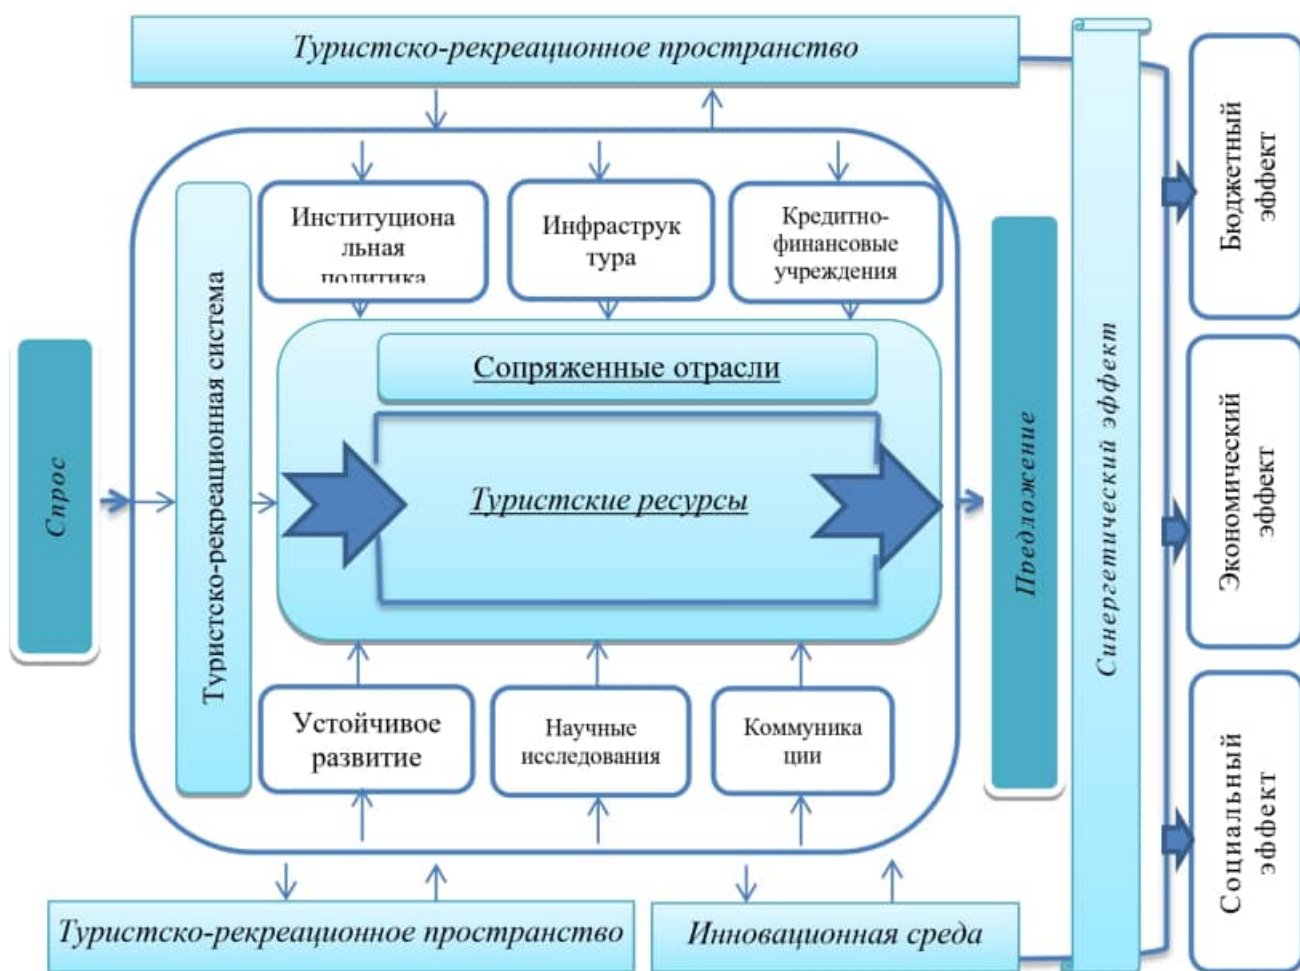 Туристско-рекреационное пространство
Институциона
льная
политика
Инфраструк
тура
Кредитно-
финансовые
учреждения
Спрос
Туристско-рекреационная система
Сопряженные отрасли
Туристские ресурсы
Предложение
Синергетический эффект
Бюджетный
эффект
Экономический
эффект
Социальный
эффект
Устойчивое
развитие
Научные
исследования
Коммуника
ции
Туристско-рекреационное пространство
Инновационная среда